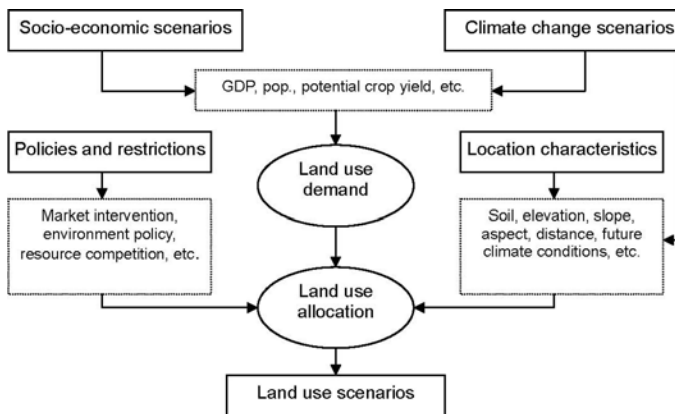 Socio-economic scenarios
Climate change scenarios
GDP, pop., potential crop yield, etc.
Policies and restrictions
Location characteristics
Land use
demand
Market intervention,
environment policy,
resource competition, etc.
Soil, elevation, slope,
aspect, distance, future
climate conditions, etc.
Land use
allocation
Land use scenarios